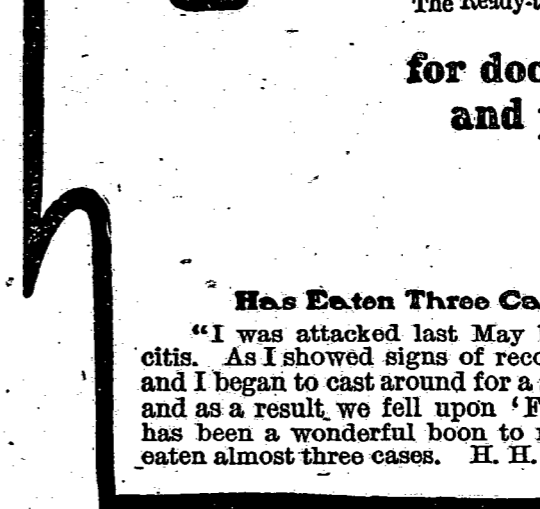 The Ready-t
for doc
and
Has Eaten Three Ca
"I was attacked last May
citis. As I showed signs of reco
and I began to cast around for a
and as a result we fell upon 'F
has been a wonderful boon to
eaten almost three cases. H. H.